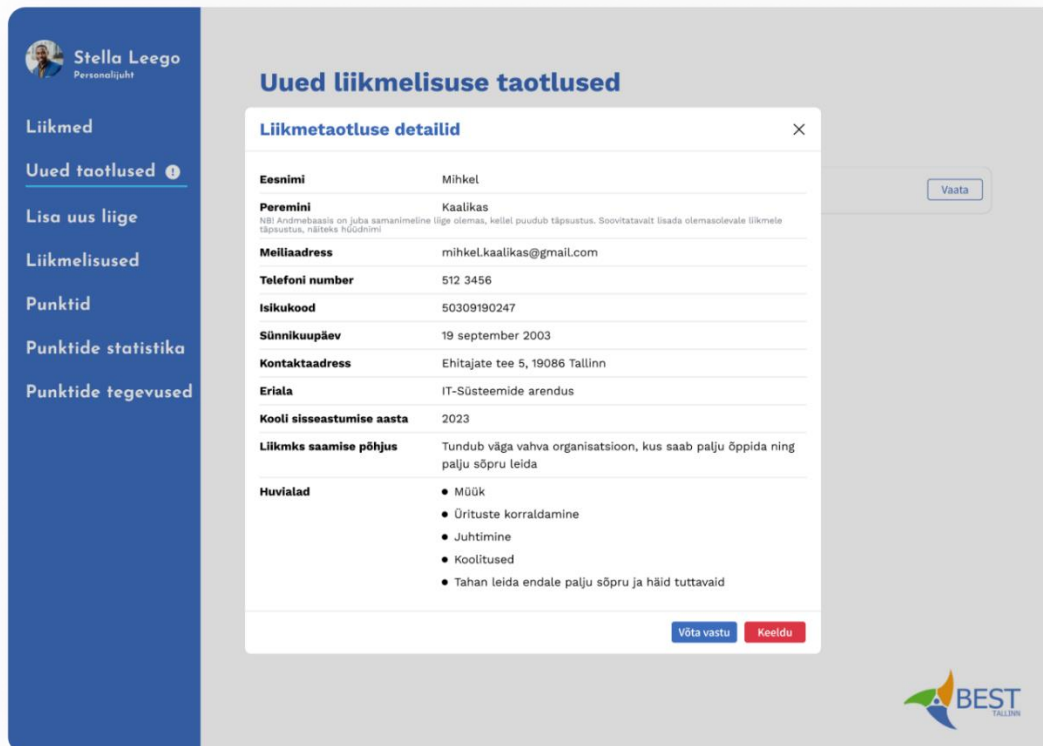 Stella Leego
Personalijuht
Liikmed
Uued taotlused !
Lisa uus liige
Liikmelisused
Punktid
Punktide statistika
Punktide tegevused
Uued liikmelisuse taotlused
Vaata
Liikmetaotluse detailid
Eesnimi Mihkel
Peremini Kaalikas
NB! Andmebaasis on juba samanimeline liige olemas, kellel puudub täpsustus. Soovitatavalt lisada olemasolevale liikmele
täpsustus, näiteks hüüdnimi
Meiliaadress mihkel.kaalikas@gmail.com
Telefoni number 512 3456
Isikukood 50309190247
Sünnikuupäev 19 september 2003
Kontaktaadress Ehitajate tee 5, 19086 Tallinn
Eriala IT-Süsteemide arendus
Kooli sisseastumise aasta 2023
Liikmks saamise põhjus Tundub väga vahva organisatsioon, kus saab palju õppida ning
palju sõpru leida
Huvialad • Müük
• Ürituste korraldamine
• Juhtimine
• Koolitused
• Tahan leida endale palju sõpru ja häid tuttavaid
Võta vastu Keeldu
BEST
TALLINN